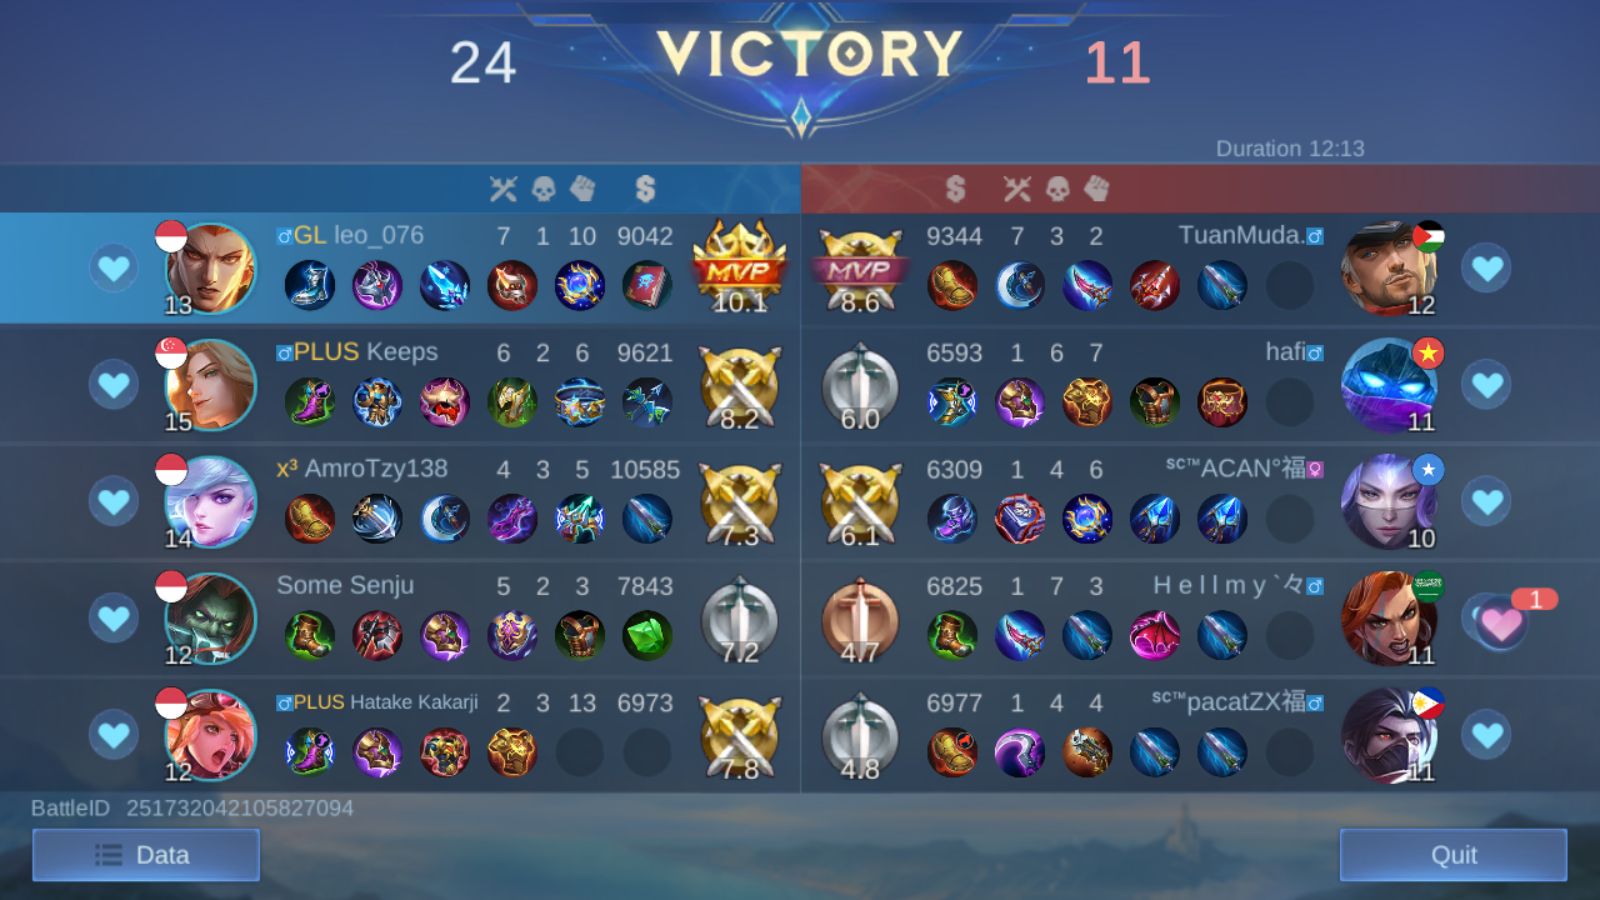 24 VICTORY 11
Duration 12:13
GL leo_076 7 1 10 9042 MVP 10.1 13
MVP 8.6 9344 7 3 2 TuanMuda. 12
PLUS Keeps 6 2 6 9621 8.2 15
6.0 6593 1 6 7 hafi 11
x³ AmroTzy138 4 3 5 10585 7.3 14
6.1 6309 1 4 6 ˢᶜ™ACAN°福 10
Some Senju 5 2 3 7843 7.2 12
4.7 6825 1 7 3 H e l l m y `々 11 1
PLUS Hatake Kakarji 2 3 13 6973 7.8 12
4.8 6977 1 4 4 ˢᶜ™pacatZX福 11
BattleID 251732042105827094
Data
Quit